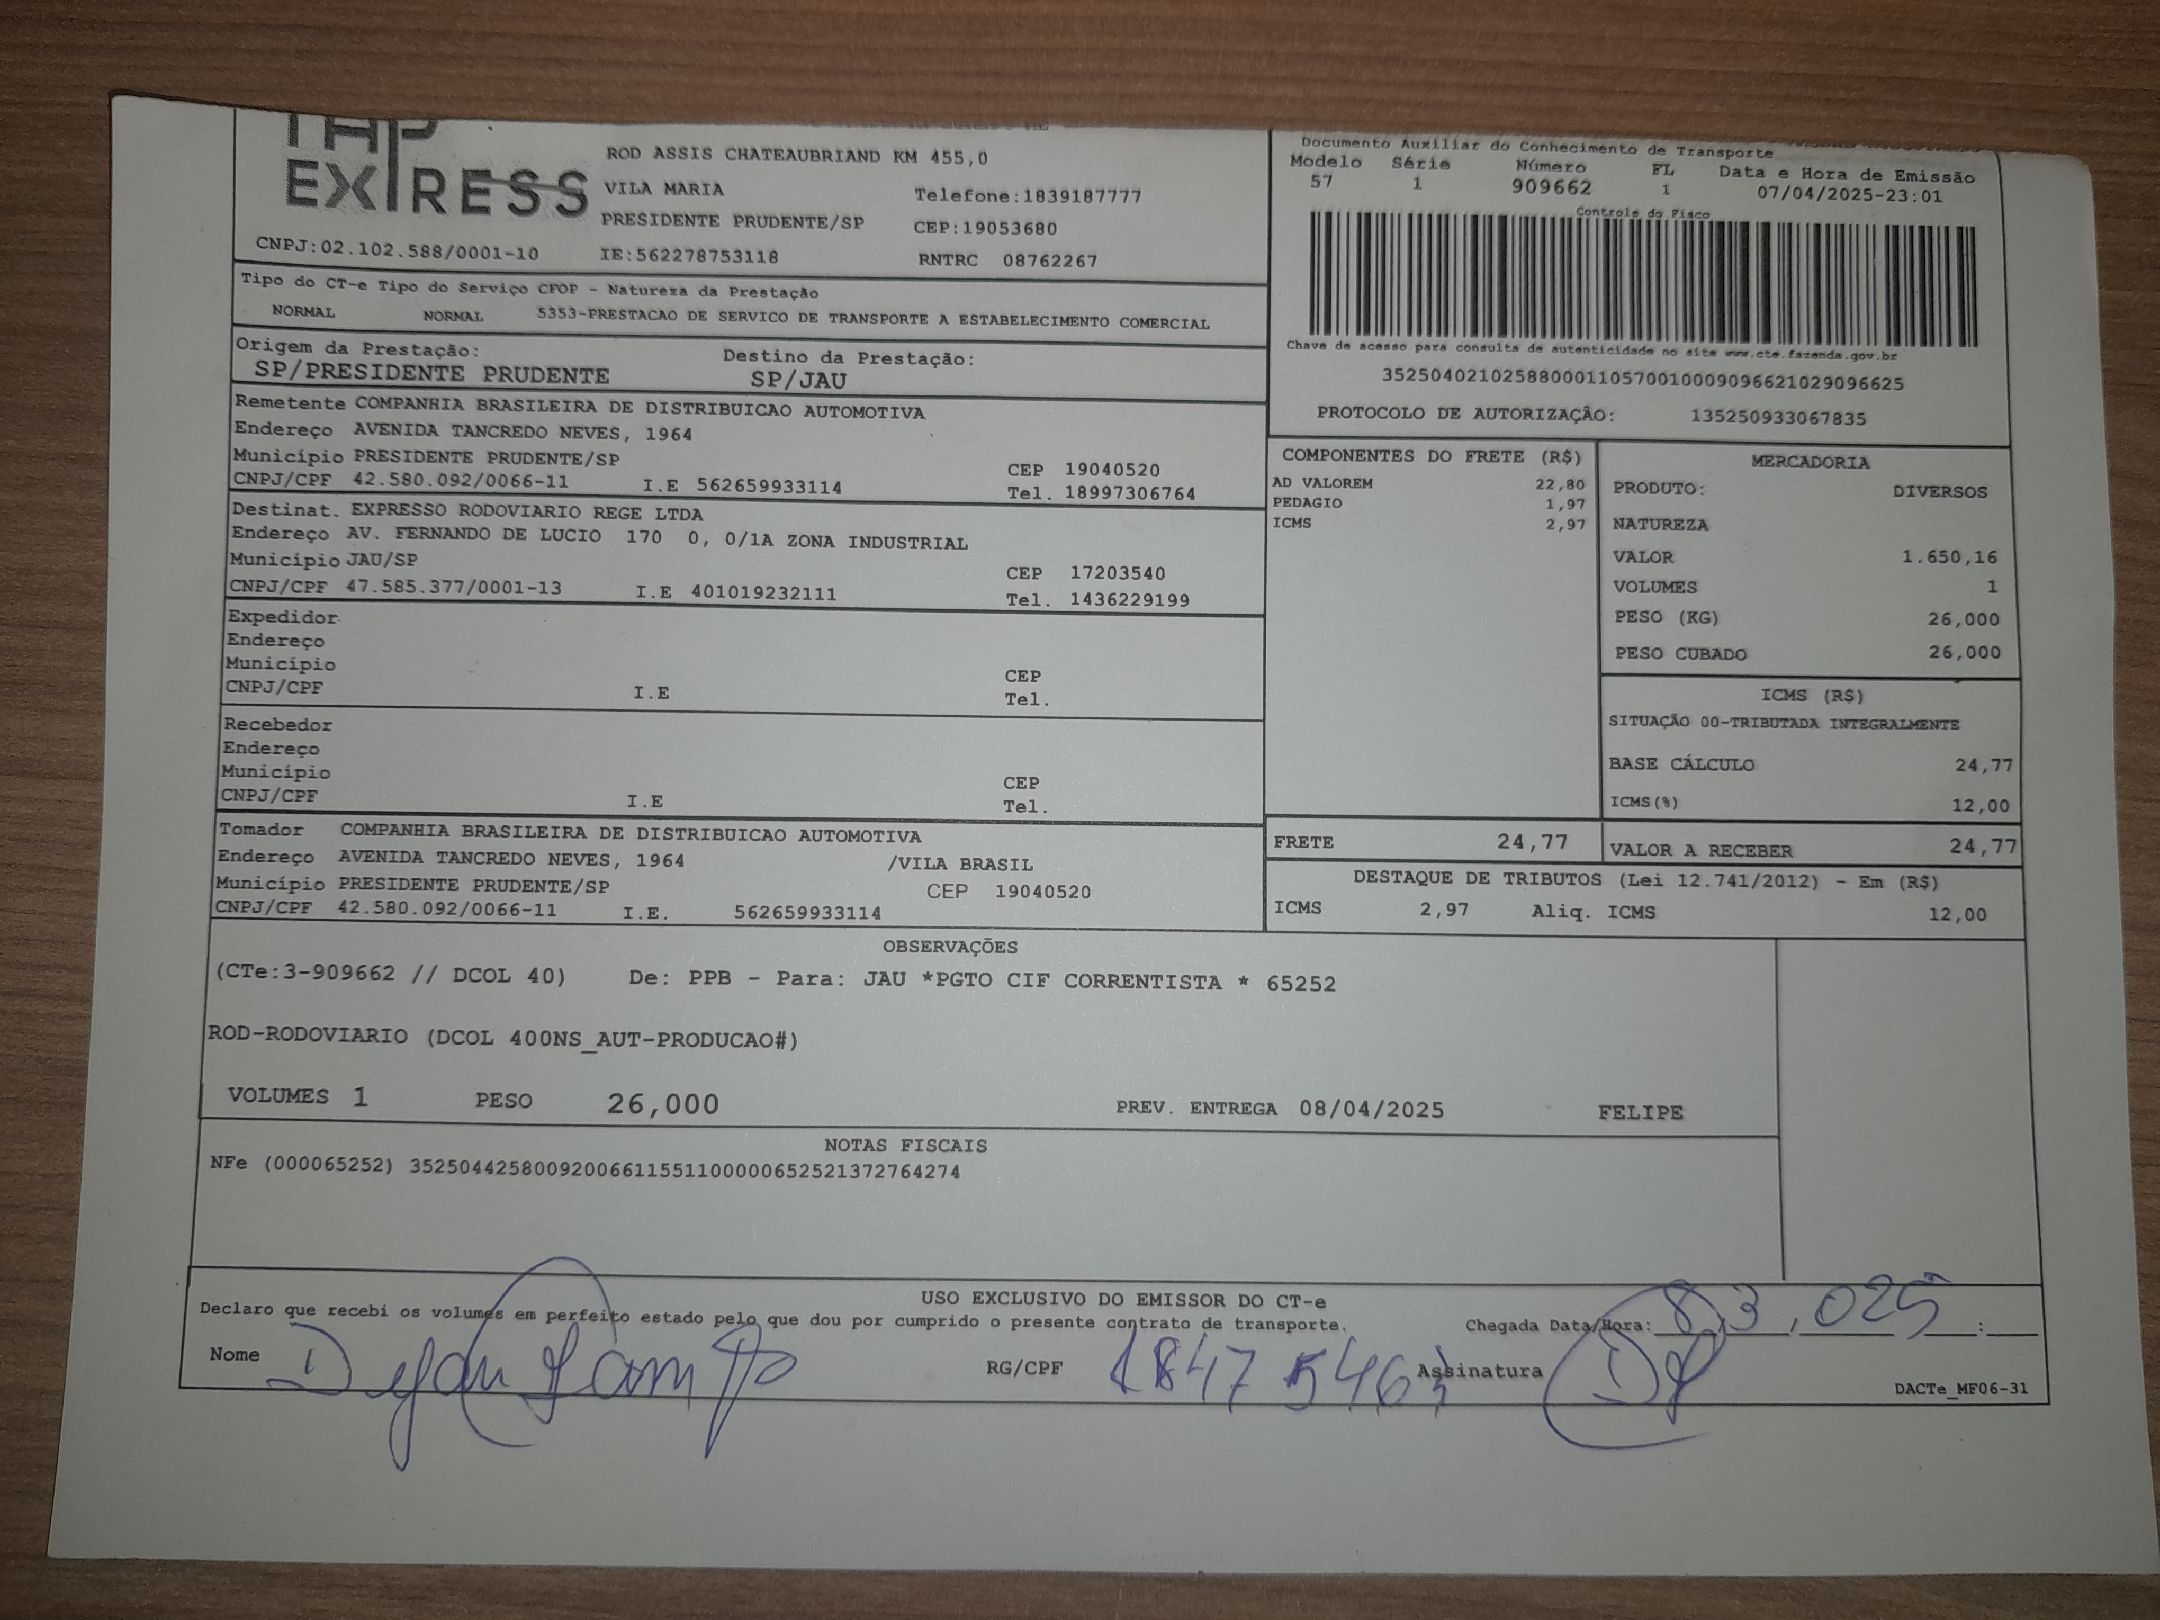 EXPRESS
ROD ASSIS CHATEAUBRIAND KM 455,0
VILA MARIA Telefone:1839187777
PRESIDENTE PRUDENTE/SP CEP:19053680
CNPJ:02.102.588/0001-10 IE:562278753118 RNTRC 08762267
Documento Auxiliar do Conhecimento de Transporte
Modelo Série Número FL Data e Hora de Emissão
57 1 909662 1 07/04/2025-23:01
Controle do Fisco
Chave de acesso para consulta de autenticidade no site www.cte.fazenda.gov.br
35250402102588000110570010009096621029096625
PROTOCOLO DE AUTORIZAÇÃO: 135250933067835
Tipo do CT-e Tipo do Serviço CFOP - Natureza da Prestação
NORMAL NORMAL 5353-PRESTACAO DE SERVICO DE TRANSPORTE A ESTABELECIMENTO COMERCIAL
Origem da Prestação: Destino da Prestação:
SP/PRESIDENTE PRUDENTE SP/JAU
Remetente COMPANHIA BRASILEIRA DE DISTRIBUICAO AUTOMOTIVA
Endereço AVENIDA TANCREDO NEVES, 1964
Município PRESIDENTE PRUDENTE/SP CEP 19040520
CNPJ/CPF 42.580.092/0066-11 I.E 562659933114 Tel. 18997306764
Destinat. EXPRESSO RODOVIARIO REGE LTDA
Endereço AV. FERNANDO DE LUCIO 170 0, 0/1A ZONA INDUSTRIAL
Município JAU/SP CEP 17203540
CNPJ/CPF 47.585.377/0001-13 I.E 401019232111 Tel. 1436229199
Expedidor
Endereço
Município CEP
CNPJ/CPF I.E Tel.
Recebedor
Endereço
Município CEP
CNPJ/CPF I.E Tel.
Tomador COMPANHIA BRASILEIRA DE DISTRIBUICAO AUTOMOTIVA
Endereço AVENIDA TANCREDO NEVES, 1964 /VILA BRASIL
Município PRESIDENTE PRUDENTE/SP CEP 19040520
CNPJ/CPF 42.580.092/0066-11 I.E. 562659933114
COMPONENTES DO FRETE (R$)
AD VALOREM 22,80
PEDAGIO 1,97
ICMS 2,97
MERCADORIA
PRODUTO: DIVERSOS
NATUREZA
VALOR 1.650,16
VOLUMES 1
PESO (KG) 26,000
PESO CUBADO 26,000
ICMS (R$)
SITUAÇÃO 00-TRIBUTADA INTEGRALMENTE
BASE CÁLCULO 24,77
ICMS(%) 12,00
FRETE 24,77 VALOR A RECEBER 24,77
DESTAQUE DE TRIBUTOS (Lei 12.741/2012) - Em (R$)
ICMS 2,97 Aliq. ICMS 12,00
OBSERVAÇÕES
(CTe:3-909662 // DCOL 40) De: PPB - Para: JAU *PGTO CIF CORRENTISTA * 65252
ROD-RODOVIARIO (DCOL 400NS_AUT-PRODUCAO#)
VOLUMES 1 PESO 26,000 PREV. ENTREGA 08/04/2025 FELIPE
NOTAS FISCAIS
NFe (000065252) 35250442580092006611551100000652521372764274
USO EXCLUSIVO DO EMISSOR DO CT-e
Declaro que recebi os volumes em perfeito estado pelo que dou por cumprido o presente contrato de transporte. Chegada Data/Hora:
Nome RG/CPF Assinatura
DACTe_MF06-31